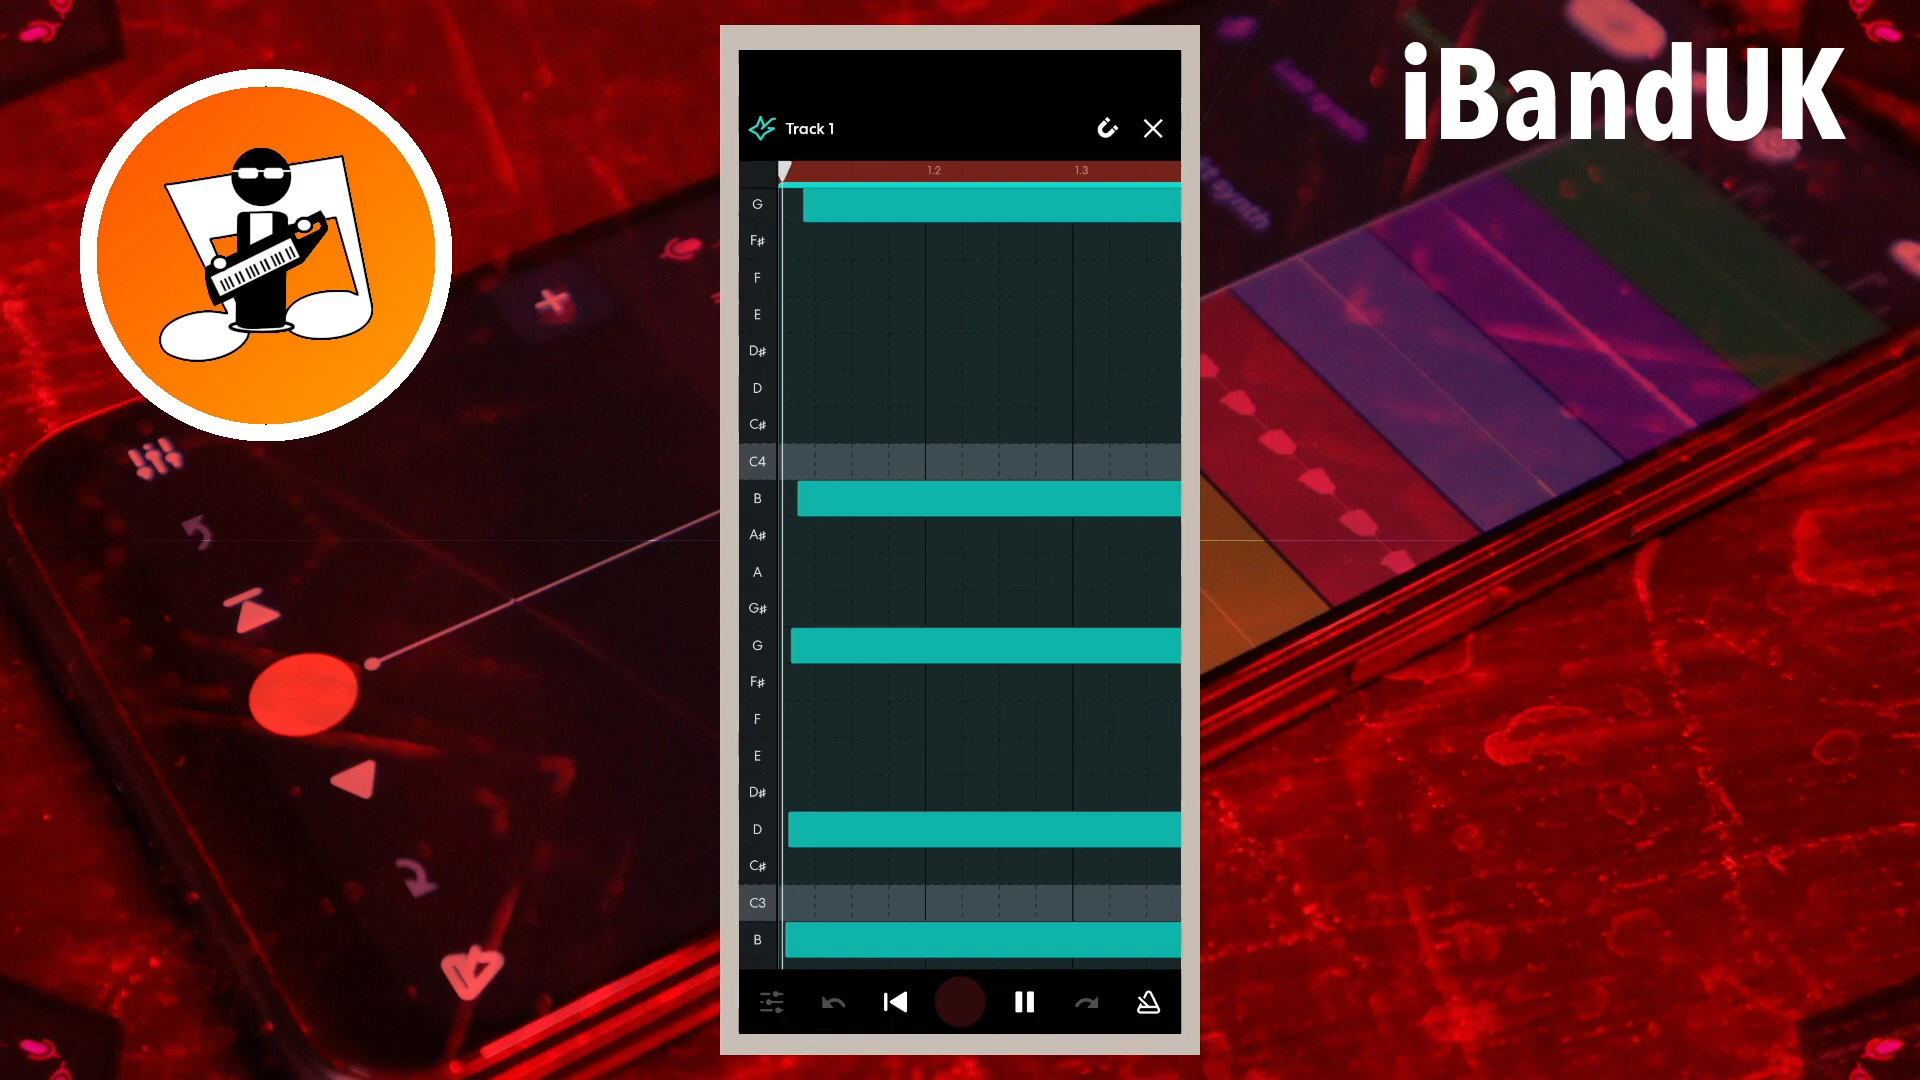 iBandUK
Track 1
1.2 1.3
G
F#
F
E
D#
D
C#
C4
B
A#
A
G#
G
F#
F
E
D#
D
C#
C3
B